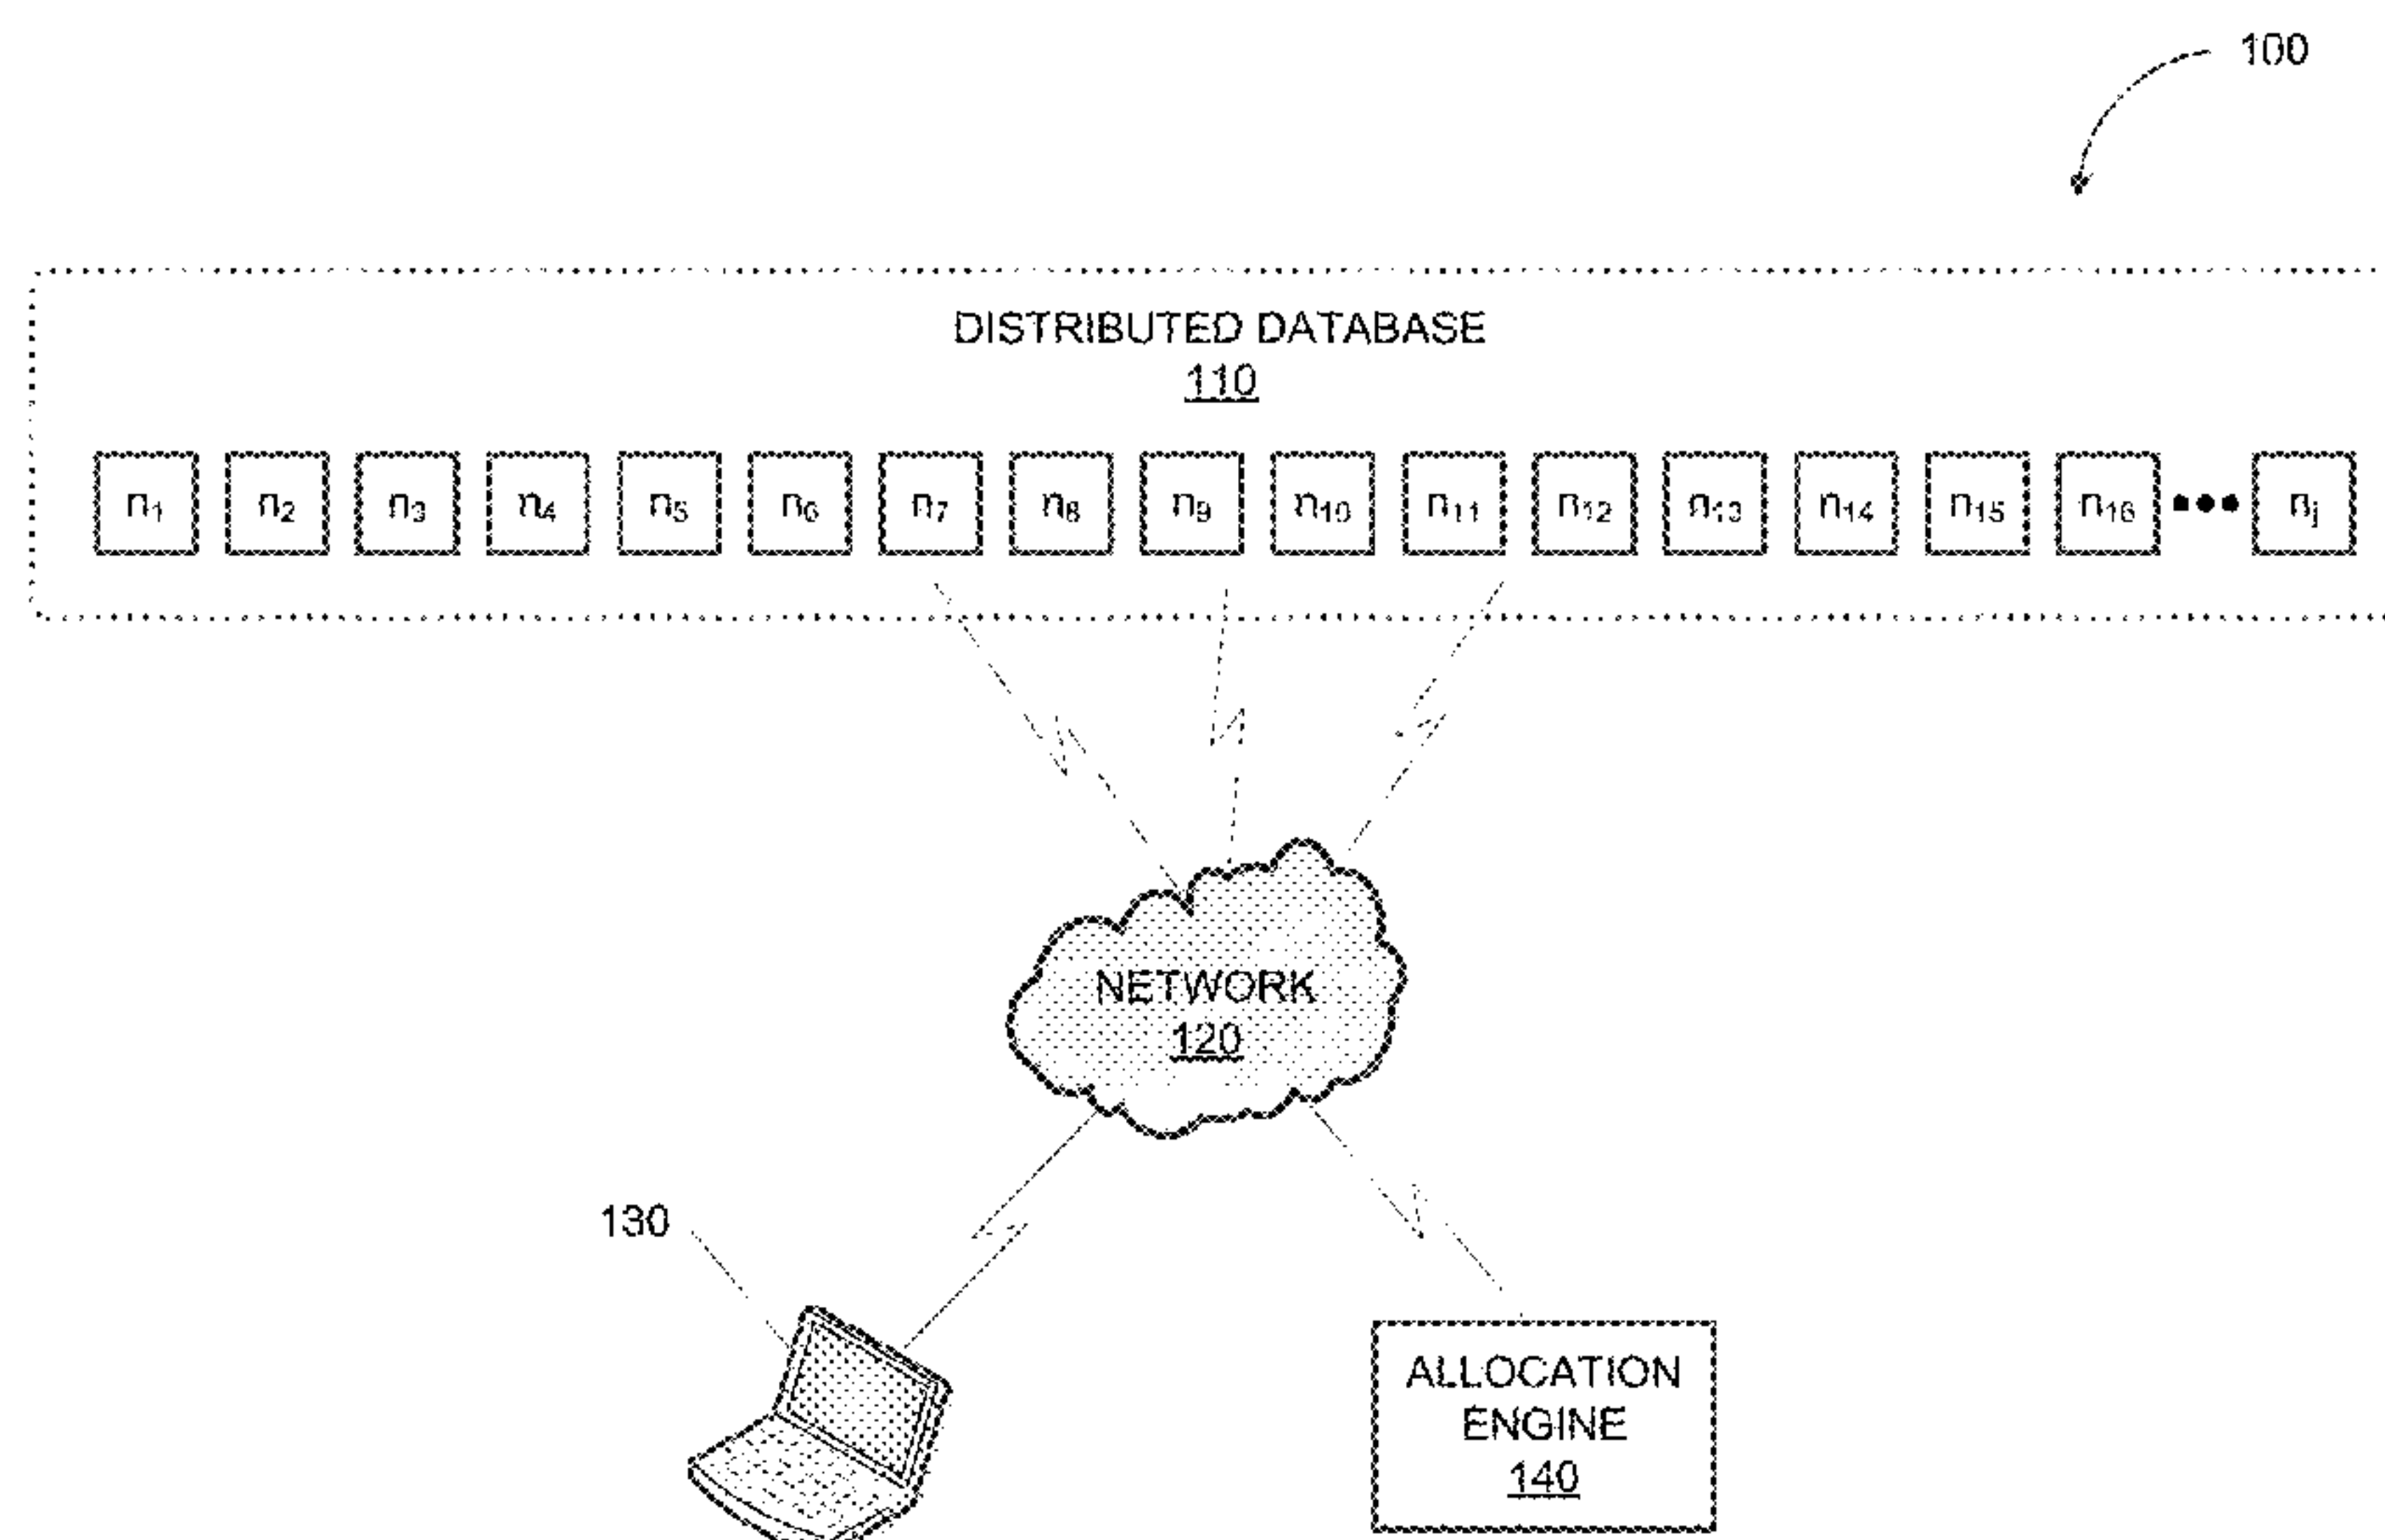 100
DISTRIBUTED DATABASE
110
n₁ n₂ n₃ n₄ n₅ n₆ n₇ n₈ n₉ n₁₀ n₁₁ n₁₂ n₁₃ n₁₄ n₁₅ n₁₆ ••• nⱼ
NETWORK
120
130
ALLOCATION
ENGINE
140